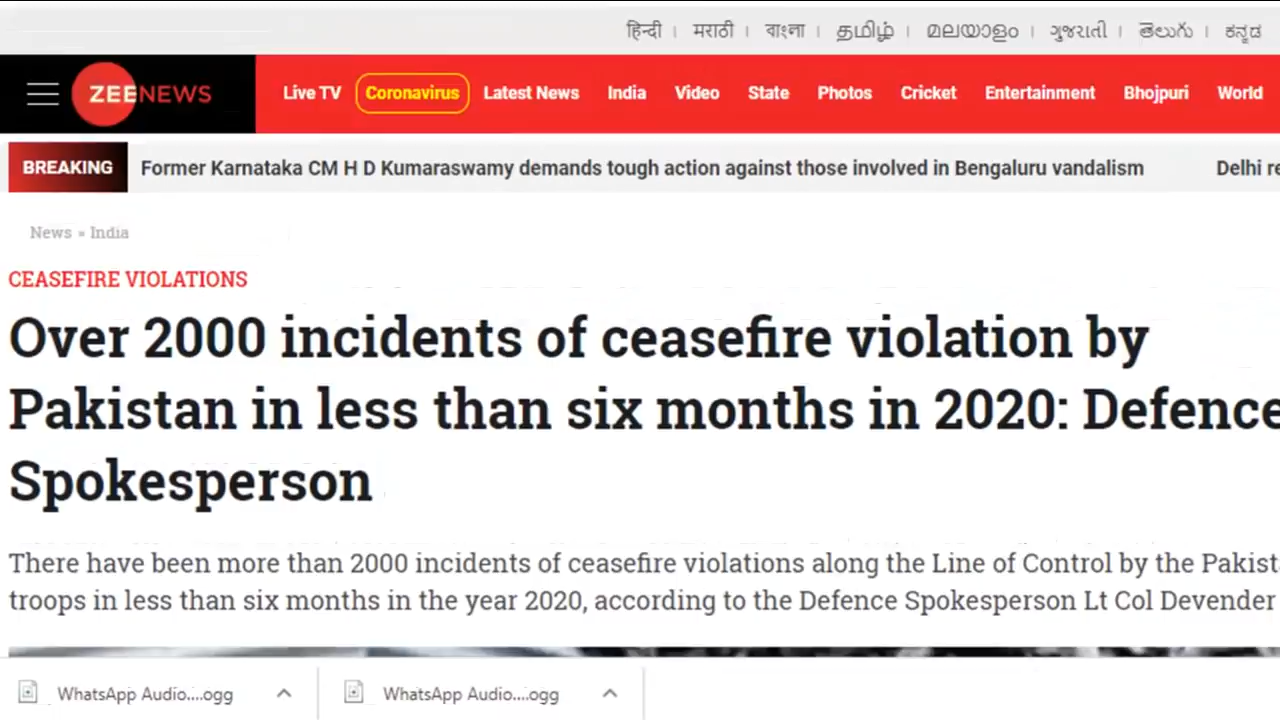 हिन्दी | मराठी | বাংলা | தமிழ் | മലയാളം | ગુજરાતી | తెలుగు | ಕನ್ನಡ
ZEENEWS Live TV Coronavirus Latest News India Video State Photos Cricket Entertainment Bhojpuri World
BREAKING Former Karnataka CM H D Kumaraswamy demands tough action against those involved in Bengaluru vandalism Delhi re
News » India
CEASEFIRE VIOLATIONS
Over 2000 incidents of ceasefire violation by
Pakistan in less than six months in 2020: Defence
Spokesperson
There have been more than 2000 incidents of ceasefire violations along the Line of Control by the Pakist
troops in less than six months in the year 2020, according to the Defence Spokesperson Lt Col Devender
WhatsApp Audio....ogg WhatsApp Audio....ogg